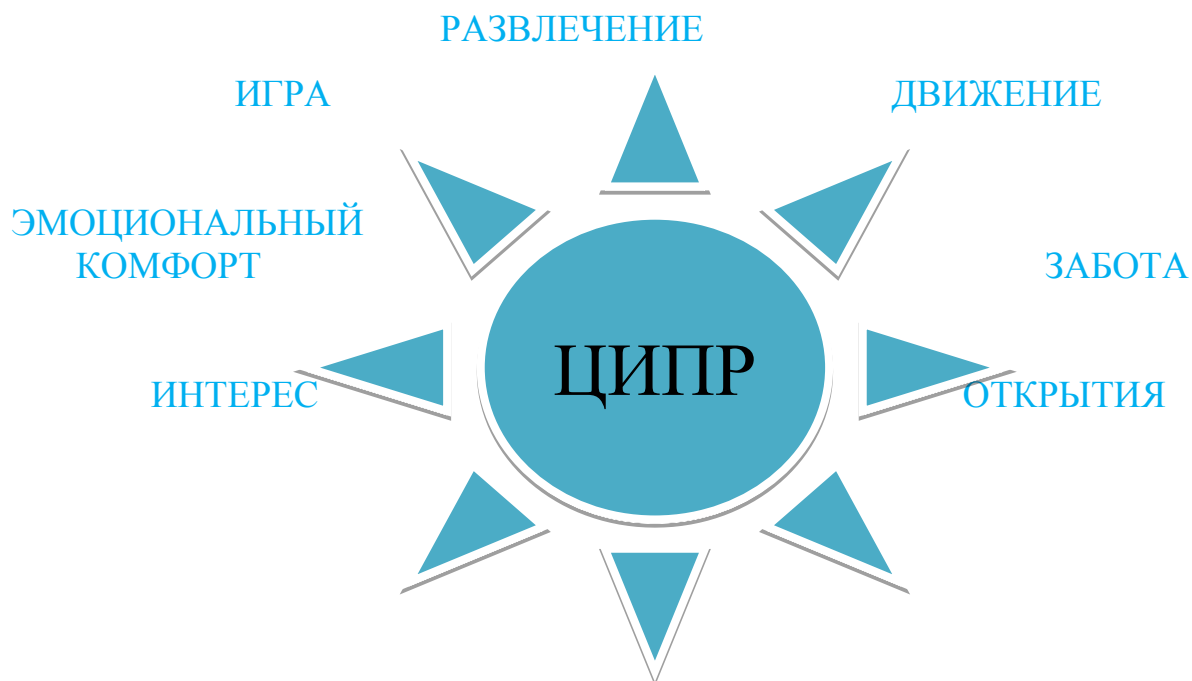 РАЗВЛЕЧЕНИЕ
ИГРА
ДВИЖЕНИЕ
ЭМОЦИОНАЛЬНЫЙ
КОМФОРТ
ЗАБОТА
ЦИПР
ИНТЕРЕС
ОТКРЫТИЯ